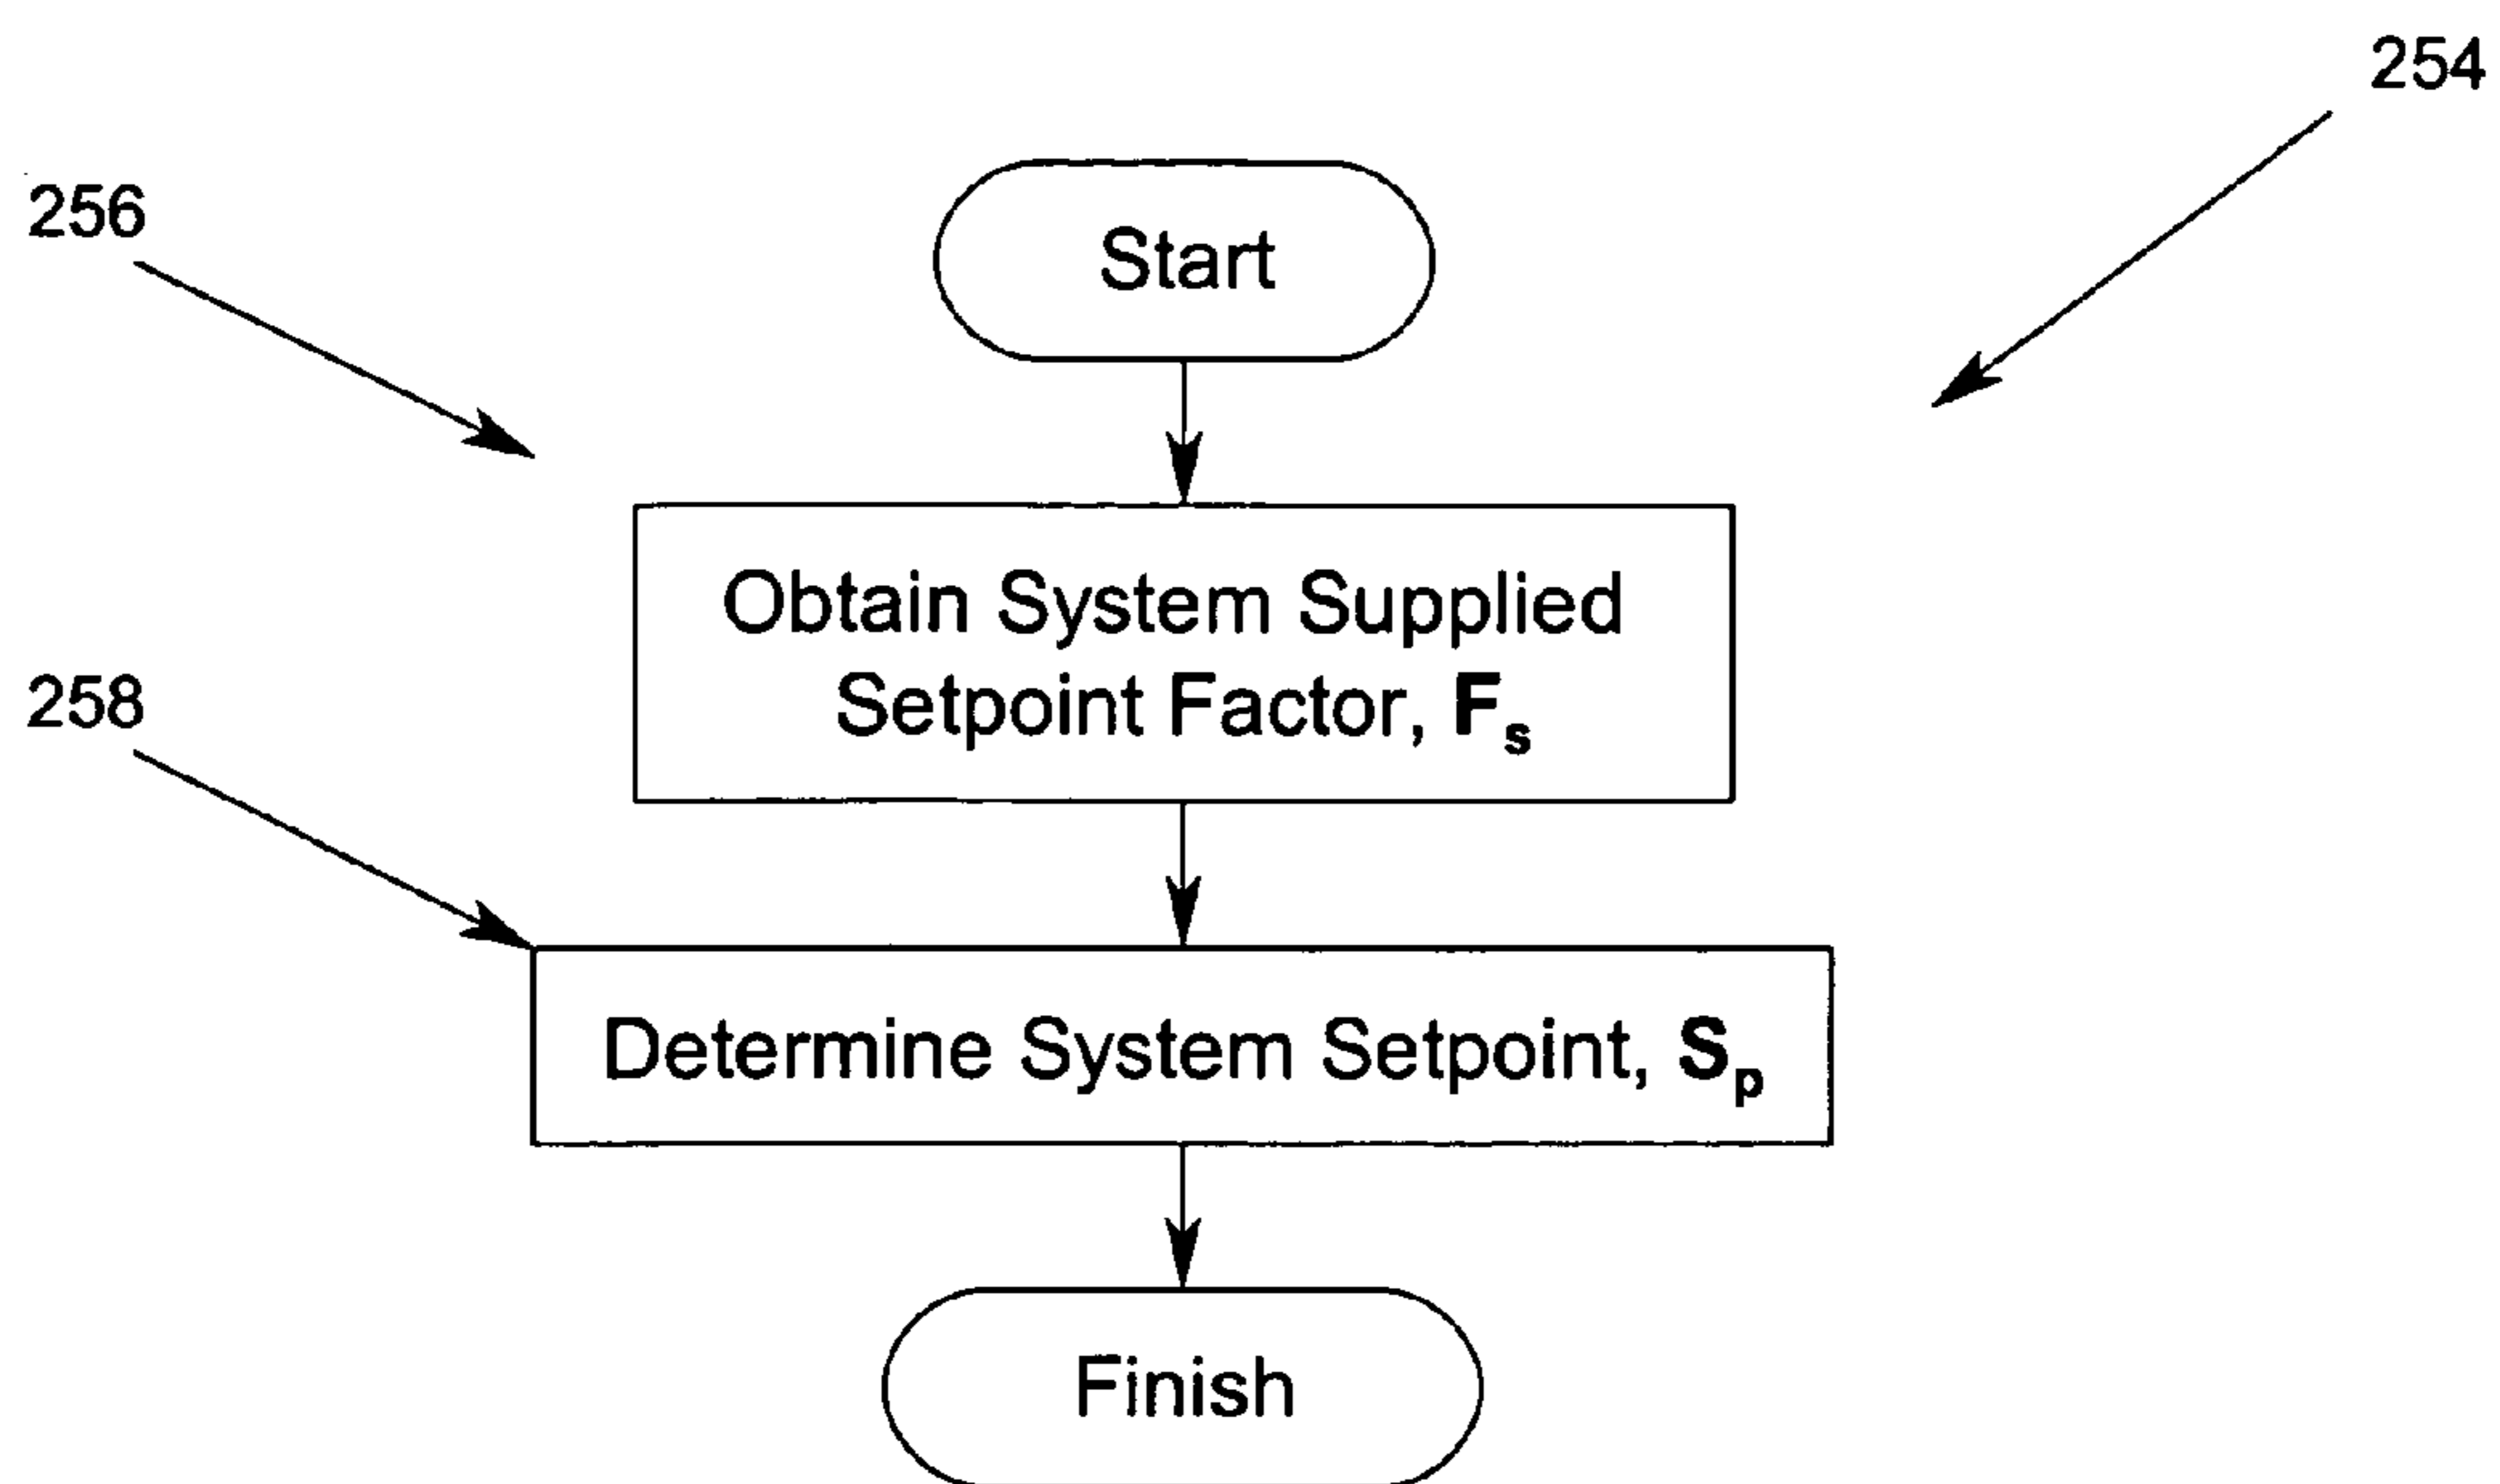 254
256
Start
Obtain System Supplied
Setpoint Factor, Fs
258
Determine System Setpoint, Sp
Finish